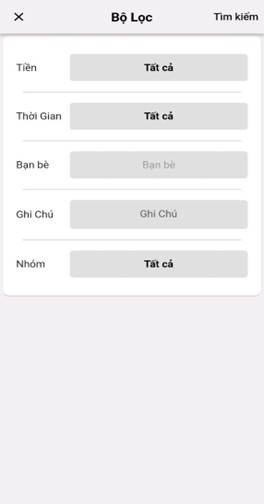 × Bộ Lọc Tìm kiếm
Tiền Tất cả
Thời Gian Tất cả
Bạn bè Bạn bè
Ghi Chú Ghi Chú
Nhóm Tất cả